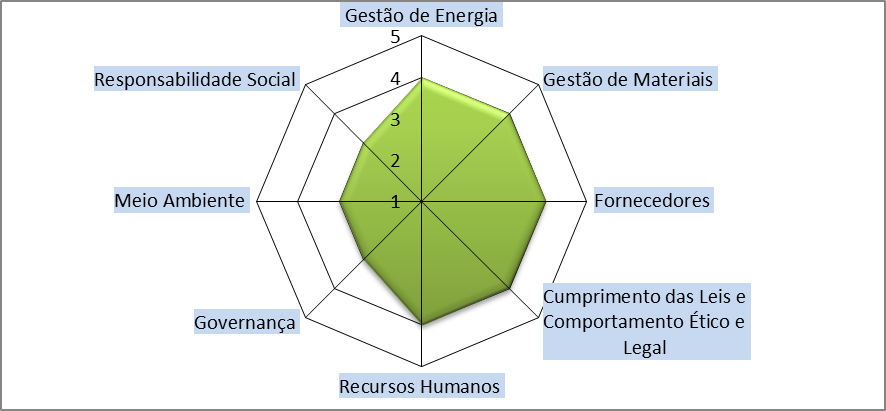 Gestão de Energia
5
Responsabilidade Social
4
Gestão de Materiais
3
2
Meio Ambiente
1
Fornecedores
Cumprimento das Leis e
Comportamento Ético e
Legal
Governança
Recursos Humanos